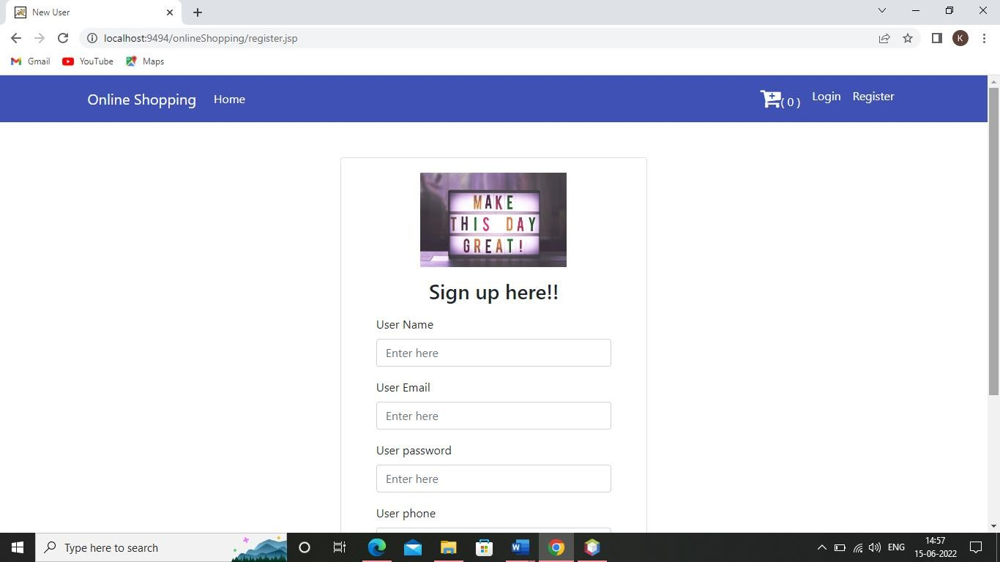 New User
localhost:9494/onlineShopping/register.jsp
K
Gmail YouTube Maps
Online Shopping Home ( 0 ) Login Register
MAKE
THIS DAY
GREAT!
Sign up here!!
User Name
Enter here
User Email
Enter here
User password
Enter here
User phone
Type here to search
ENG
14:57
15-06-2022